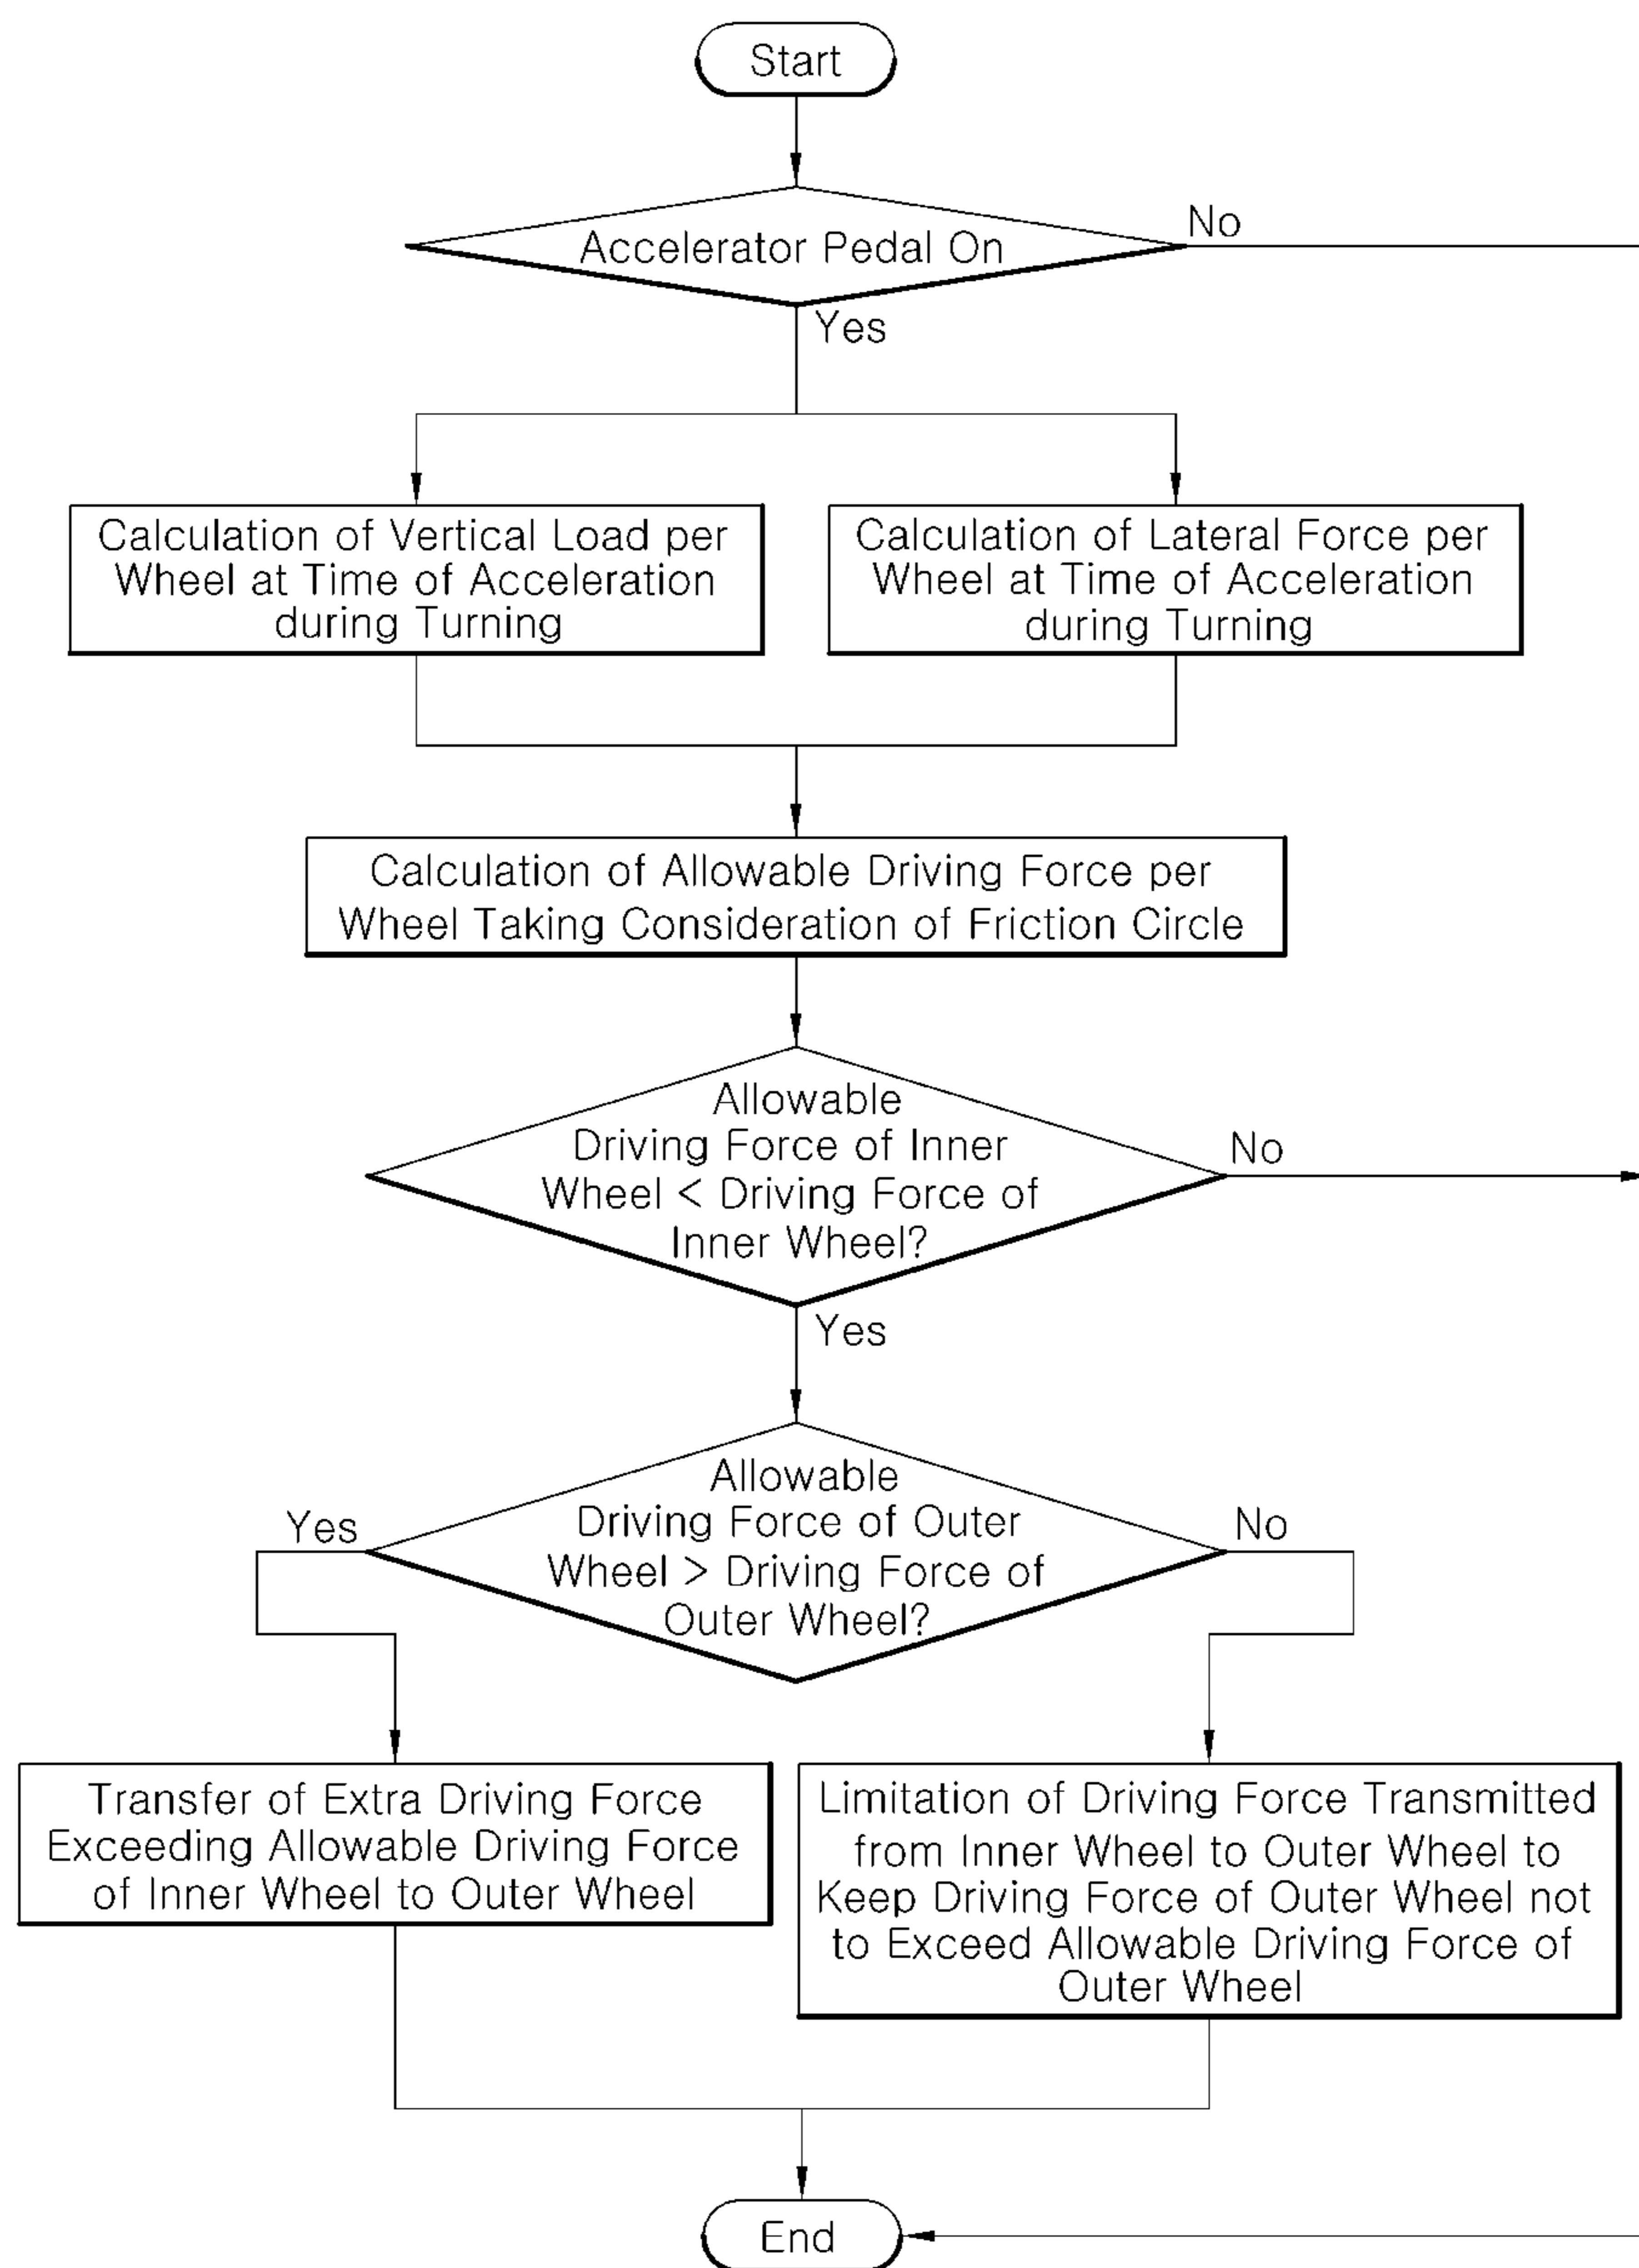 Start
Accelerator Pedal On
No
Yes
Calculation of Vertical Load per
Wheel at Time of Acceleration
during Turning
Calculation of Lateral Force per
Wheel at Time of Acceleration
during Turning
Calculation of Allowable Driving Force per
Wheel Taking Consideration of Friction Circle
Allowable
Driving Force of Inner
Wheel < Driving Force of
Inner Wheel?
No
Yes
Allowable
Driving Force of Outer
Wheel > Driving Force of
Outer Wheel?
Yes
No
Transfer of Extra Driving Force
Exceeding Allowable Driving Force
of Inner Wheel to Outer Wheel
Limitation of Driving Force Transmitted
from Inner Wheel to Outer Wheel to
Keep Driving Force of Outer Wheel not
to Exceed Allowable Driving Force of
Outer Wheel
End